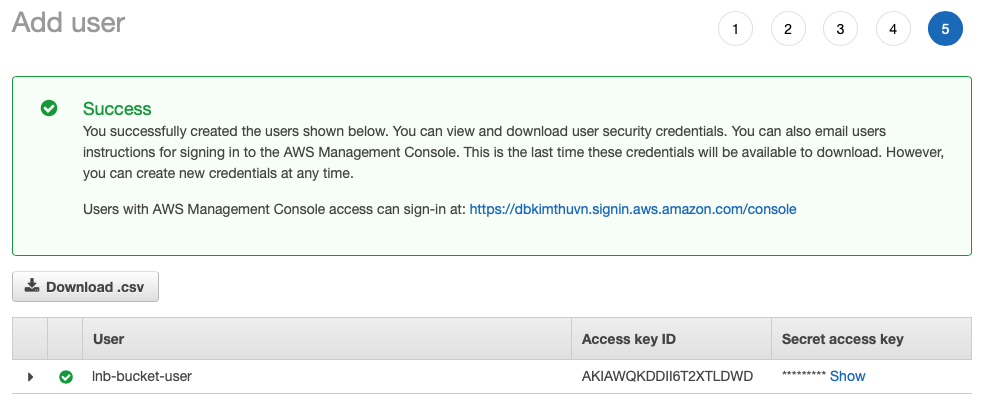 Add user
1 2 3 4 5
Success
You successfully created the users shown below. You can view and download user security credentials. You can also email users
instructions for signing in to the AWS Management Console. This is the last time these credentials will be available to download. However,
you can create new credentials at any time.
Users with AWS Management Console access can sign-in at: https://dbkimthuvn.signin.aws.amazon.com/console
Download .csv
User Access key ID Secret access key
lnb-bucket-user AKIAWQKDDII6T2XTLDWD ********* Show